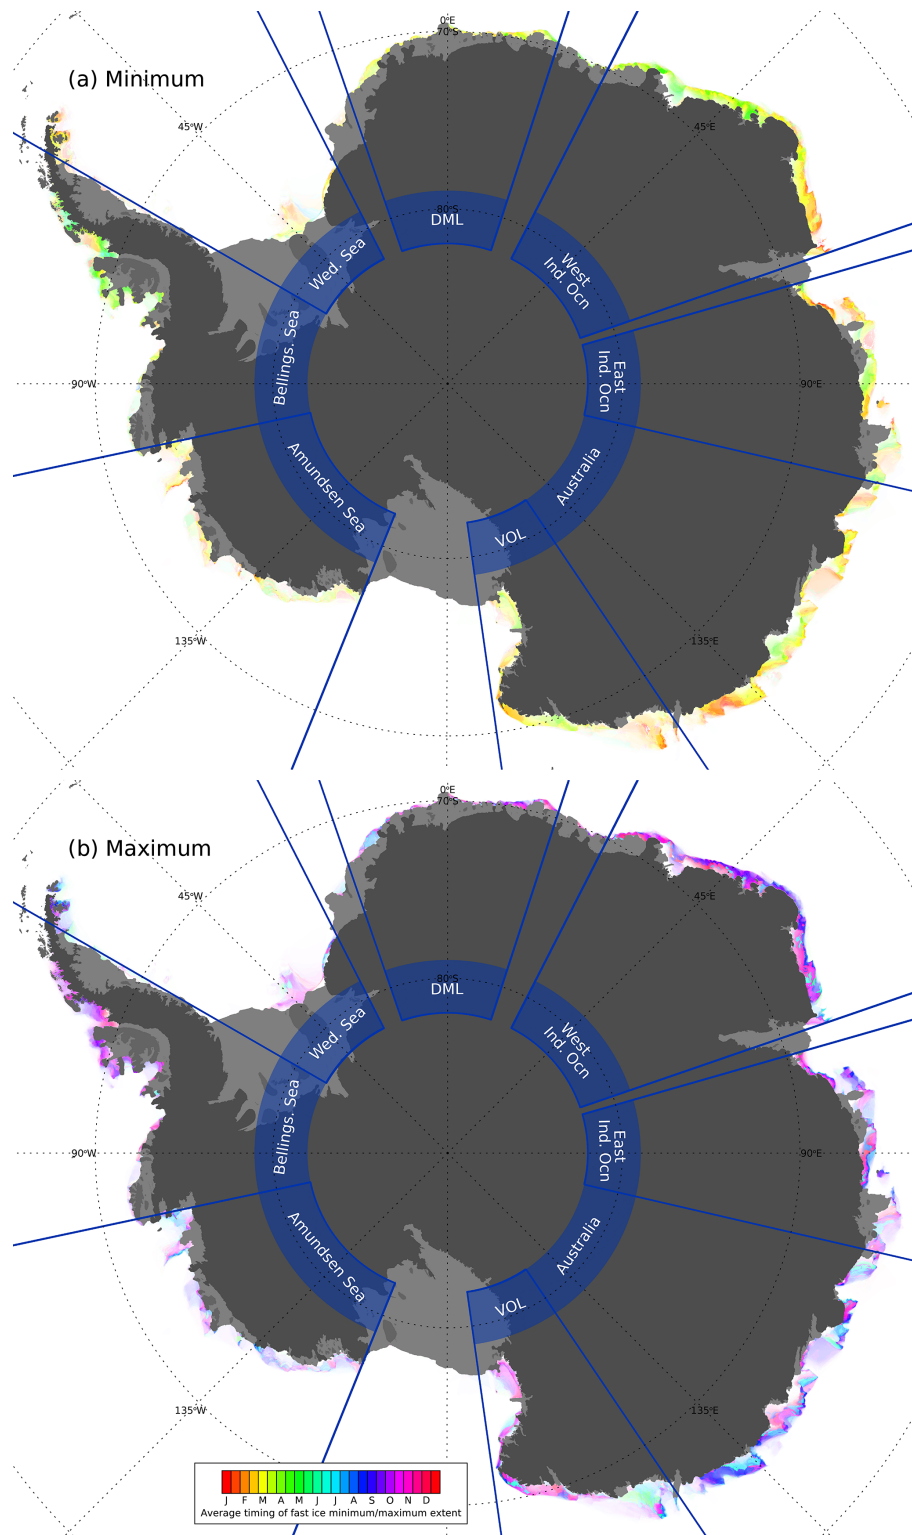 0°E
70°S
(a) Minimum
45°W
45°E
80°S
DML
Wed. Sea
West
Ind. Ocn
Bellings. Sea
East
Ind. Ocn
90°W
90°E
Amundsen Sea
Australia
VOL
135°W
135°E
0°E
70°S
(b) Maximum
45°W
45°E
80°S
DML
Wed. Sea
West
Ind. Ocn
Bellings. Sea
East
Ind. Ocn
90°W
90°E
Amundsen Sea
Australia
VOL
135°W
135°E
J F M A M J J A S O N D
Average timing of fast ice minimum/maximum extent